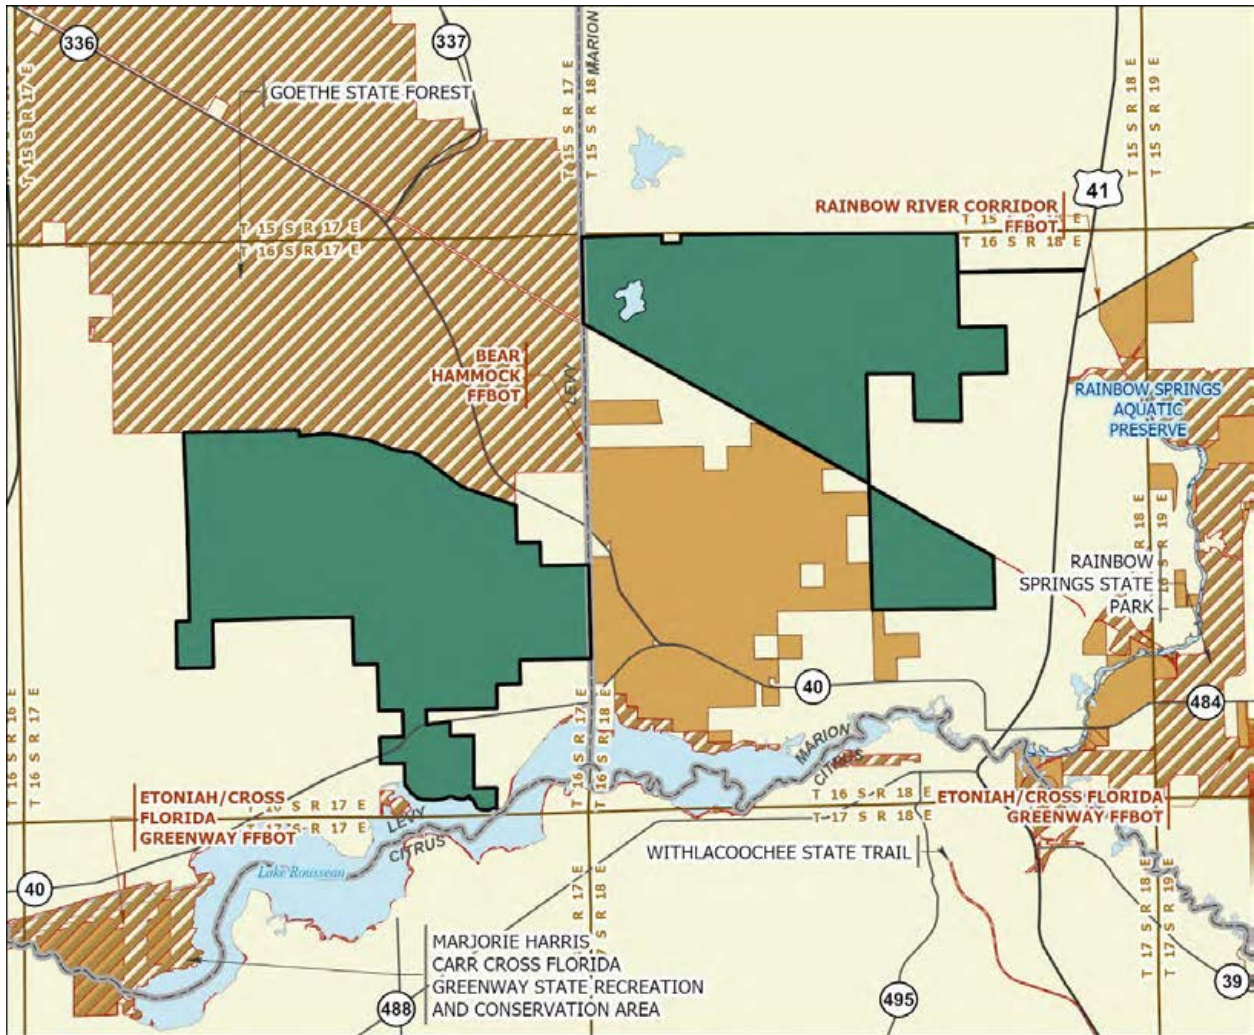 336
337
GOETHE STATE FOREST
MARION
T 15 S R 17 E
T 15 S R 17 E
T 15 S R 17 E
T 15 S R 18 E
T 15 S R 18 E
T 15 S R 19 E
41
RAINBOW RIVER CORRIDOR
FFBOT
T 15 S R 17 E
T 16 S R 17 E
T 16 S R 18 E
BEAR
HAMMOCK
FFBOT
LEVY
RAINBOW SPRINGS
AQUATIC
PRESERVE
RAINBOW
SPRINGS STATE
PARK
T 16 S R 16 E
T 16 S R 17 E
T 16 S R 17 E
T 16 S R 18 E
40
484
MARION
CITRUS
ETONIAH/CROSS
FLORIDA
GREENWAY FFBOT
LEVY
CITRUS
T 16 S R 18 E
T 17 S R 18 E
ETONIAH/CROSS FLORIDA
GREENWAY FFBOT
WITHLACOOCHEE STATE TRAIL
Lake Rousseau
40
MARJORIE HARRIS
CARR CROSS FLORIDA
GREENWAY STATE RECREATION
AND CONSERVATION AREA
T 17 S R 18 E
T 17 S R 19 E
488
495
39